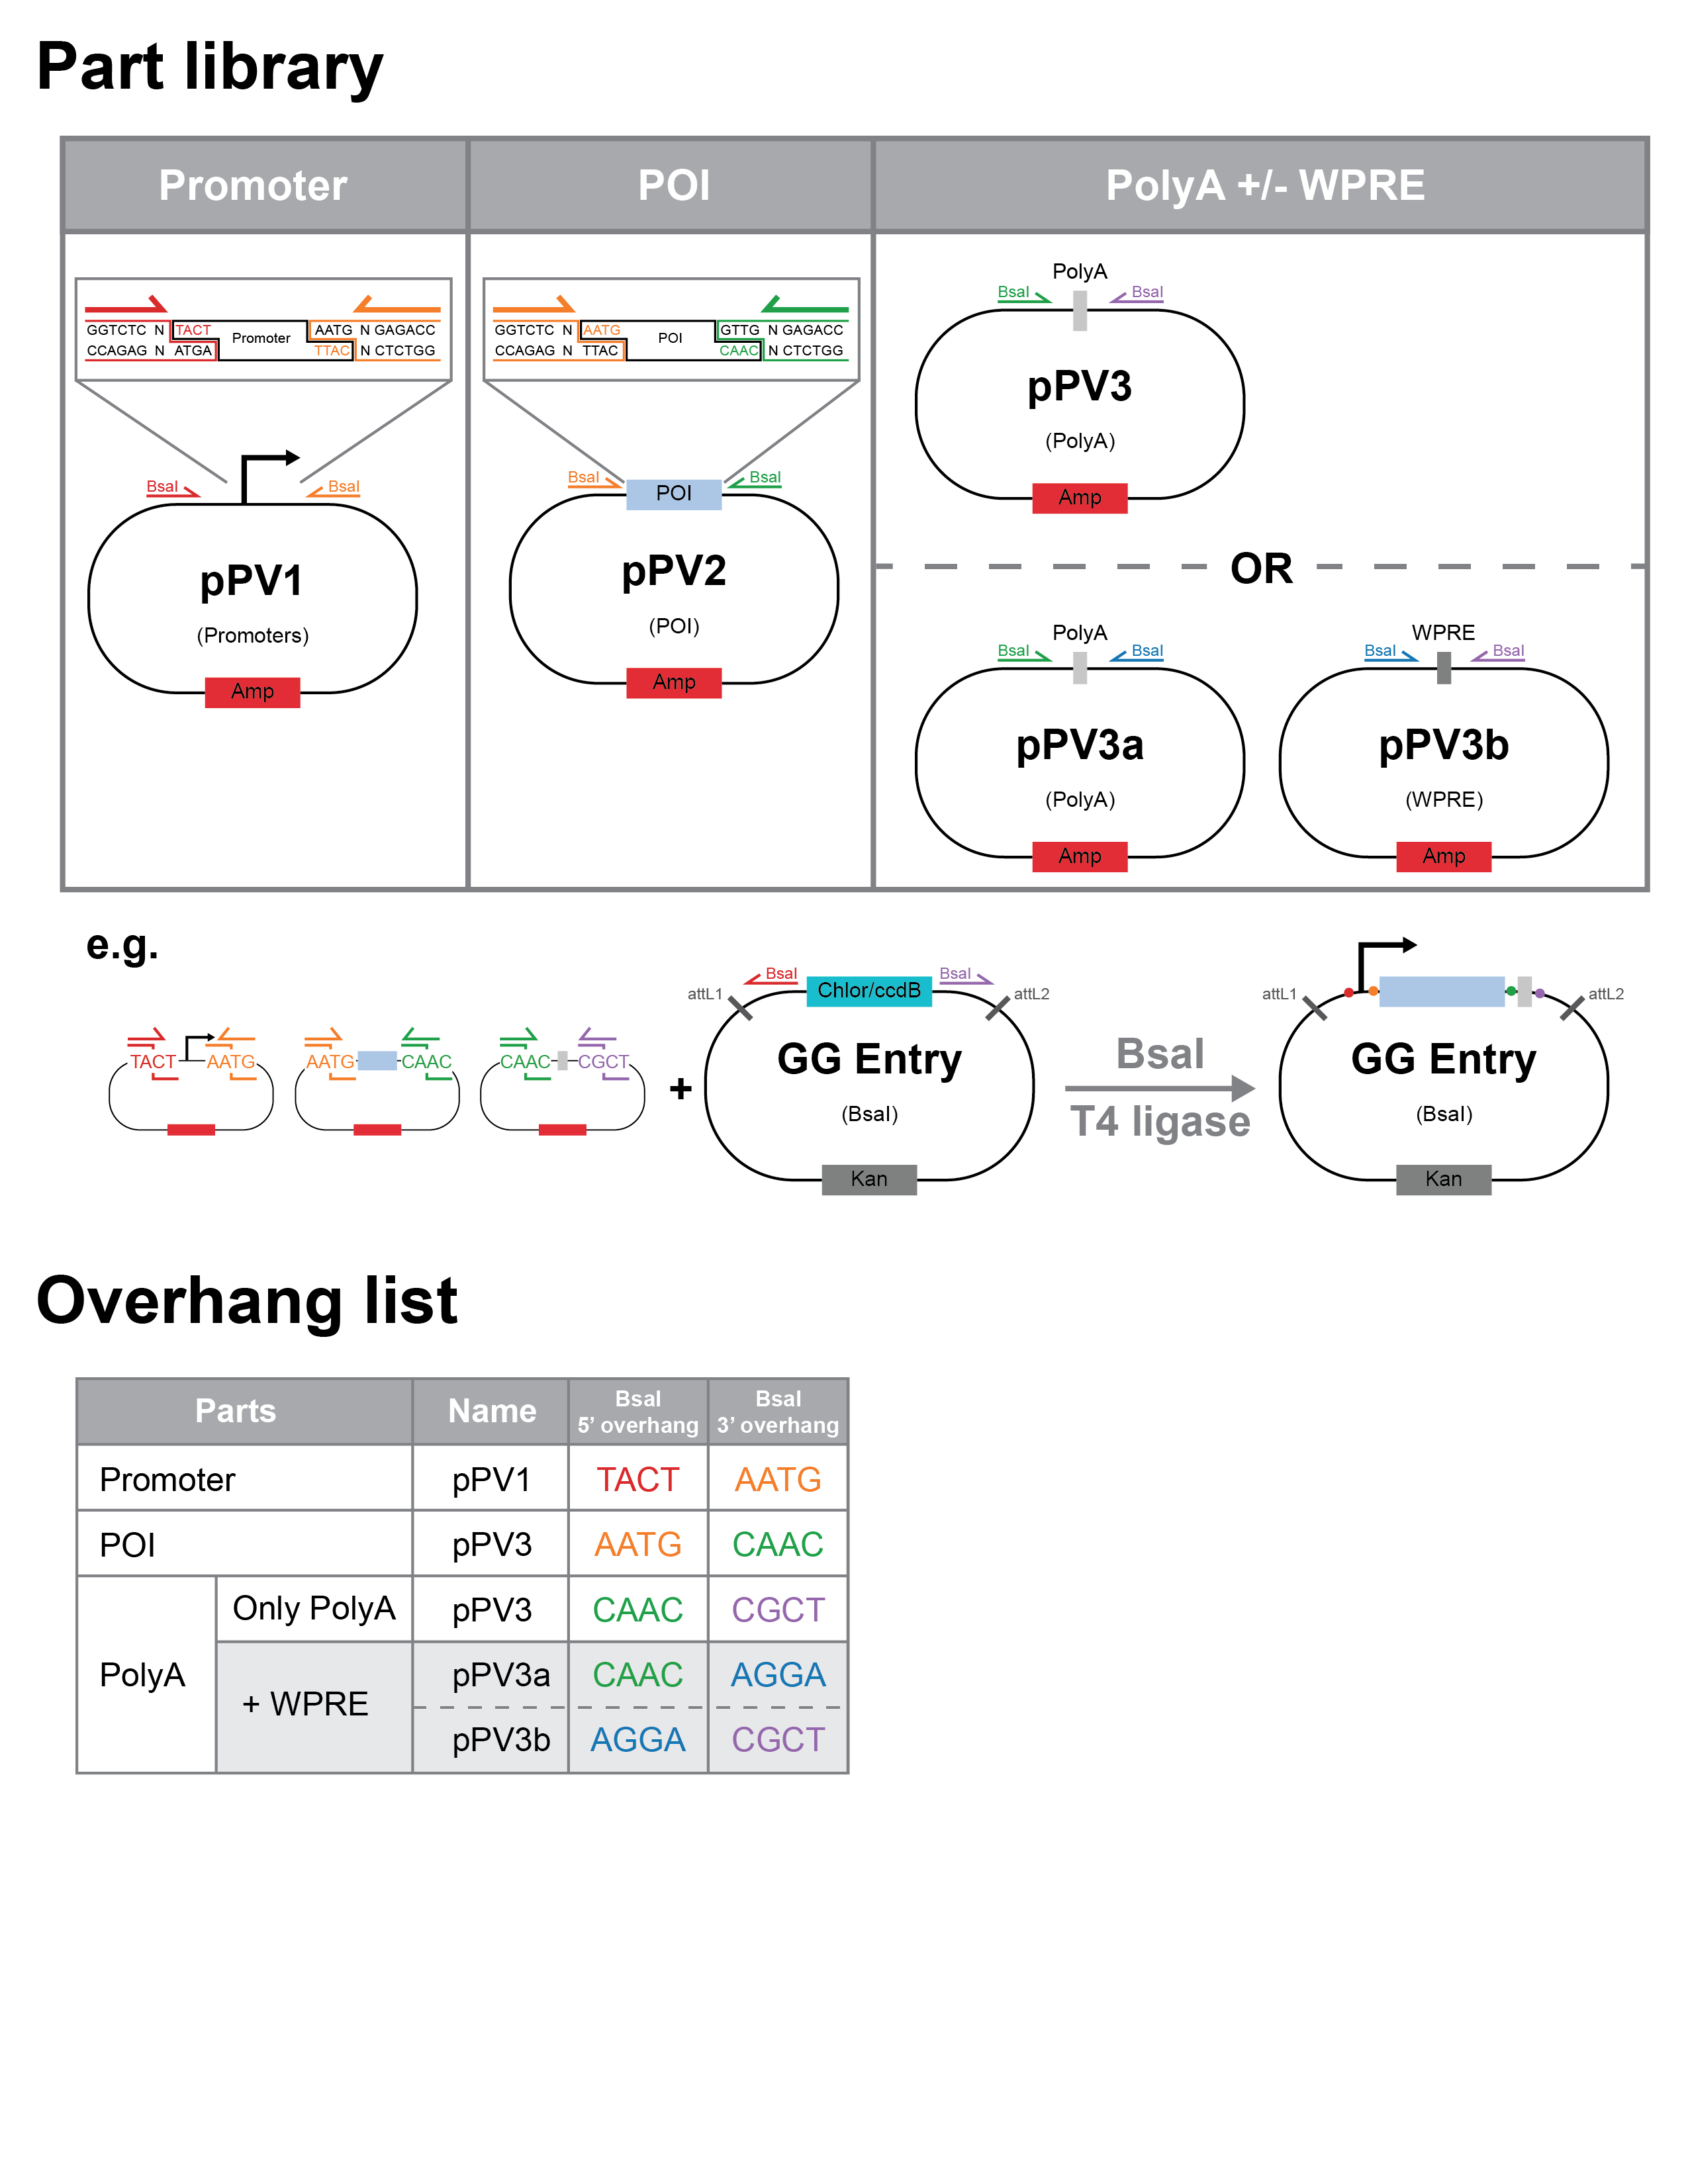 Part library
Promoter POI PolyA +/- WPRE
GGTCTC N TACT Promoter AATG N GAGACC
CCAGAG N ATGA TTAC N CTCTGG
BsaI BsaI
pPV1
(Promoters)
Amp
GGTCTC N AATG POI GTTG N GAGACC
CCAGAG N TTAC CAAC N CTCTGG
BsaI POI BsaI
pPV2
(POI)
Amp
PolyA
BsaI BsaI
pPV3
(PolyA)
Amp
OR
PolyA
BsaI BsaI
pPV3a
(PolyA)
Amp
WPRE
BsaI BsaI
pPV3b
(WPRE)
Amp
e.g.
TACT AATG AATG CAAC CAAC CGCT
+
BsaI BsaI
attL1 Chlor/ccdB attL2
GG Entry
(BsaI)
Kan
BsaI
T4 ligase
attL1 attL2
GG Entry
(BsaI)
Kan
Overhang list
Parts Name BsaI 5’ overhang BsaI 3’ overhang
Promoter pPV1 TACT AATG
POI pPV3 AATG CAAC
PolyA Only PolyA pPV3 CAAC CGCT
+ WPRE pPV3a CAAC AGGA
pPV3b AGGA CGCT